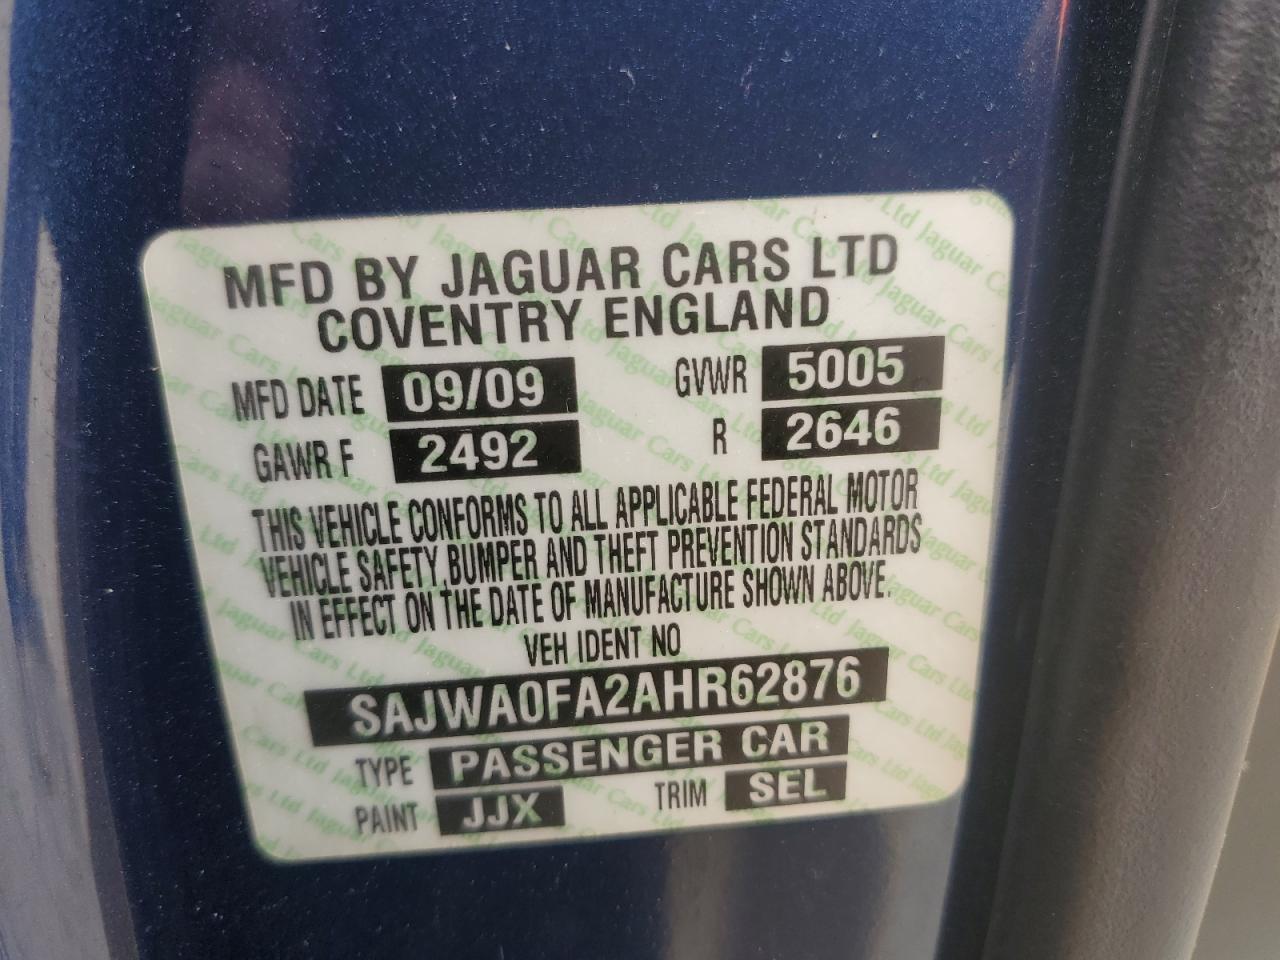 MFD BY JAGUAR CARS LTD
COVENTRY ENGLAND
MFD DATE 09/09 GVWR 5005
GAWR F 2492 R 2646
THIS VEHICLE CONFORMS TO ALL APPLICABLE FEDERAL MOTOR
VEHICLE SAFETY, BUMPER AND THEFT PREVENTION STANDARDS
IN EFFECT ON THE DATE OF MANUFACTURE SHOWN ABOVE.
VEH IDENT NO
SAJWA0FA2AHR62876
TYPE PASSENGER CAR
PAINT JJX TRIM SEL